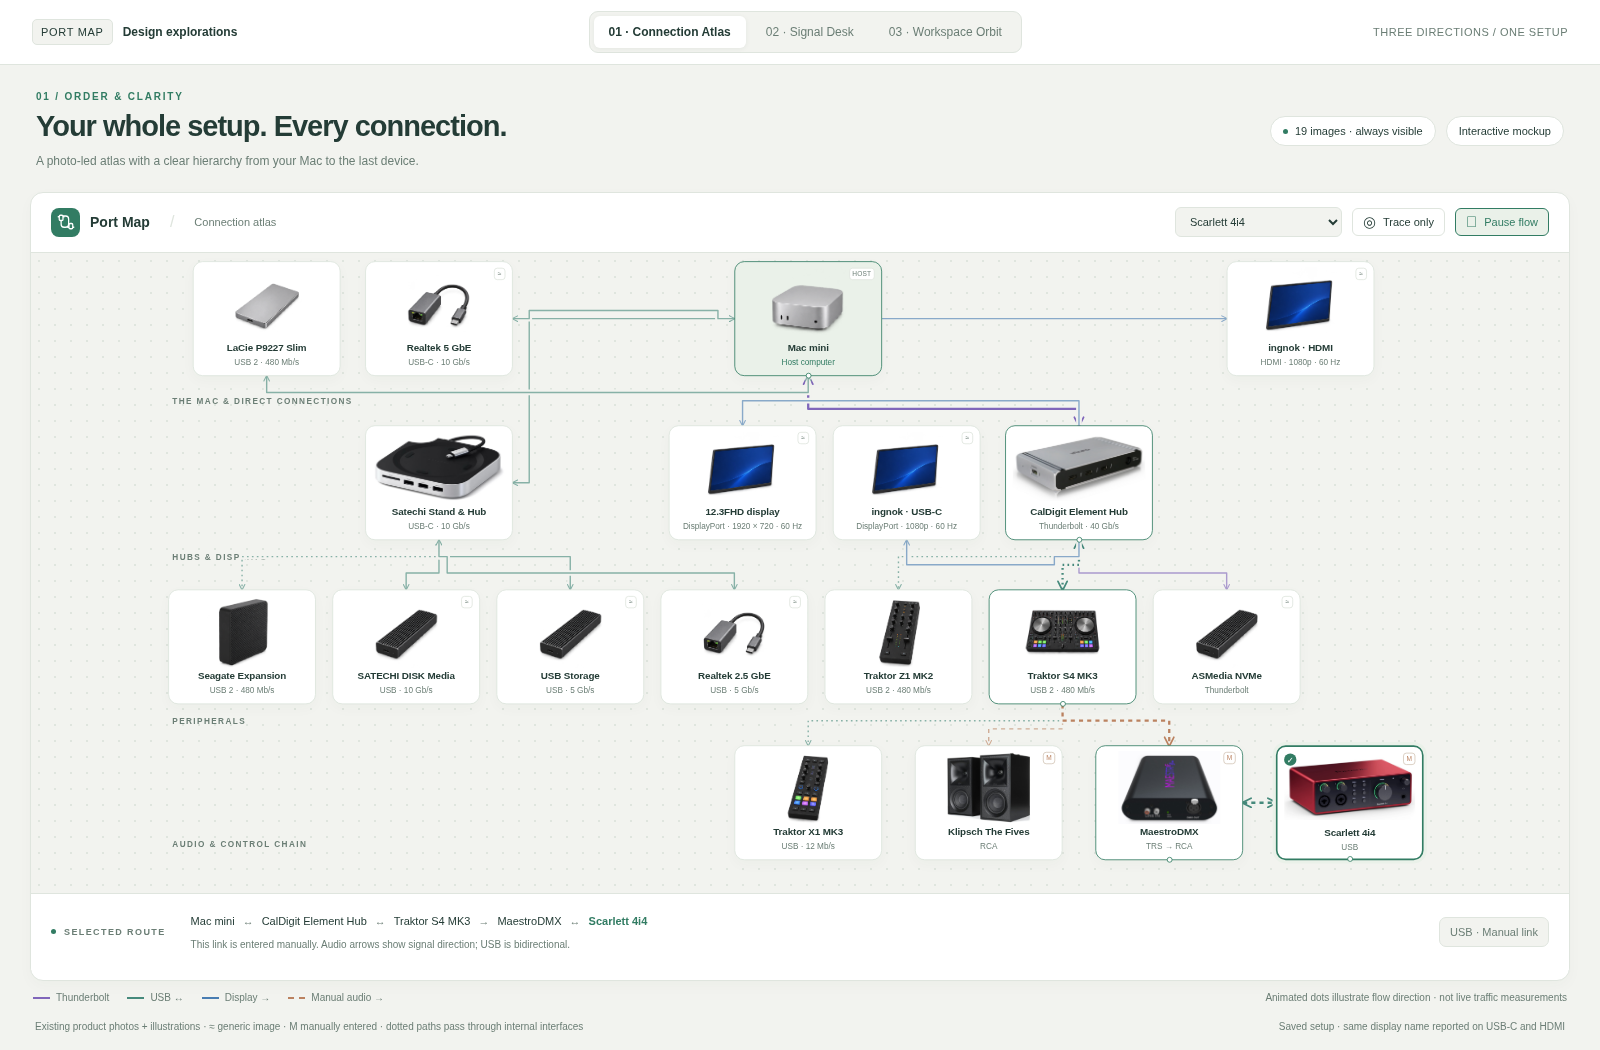 PORT MAP Design explorations
01 · Connection Atlas 02 · Signal Desk 03 · Workspace Orbit
THREE DIRECTIONS / ONE SETUP
01 / ORDER & CLARITY
Your whole setup. Every connection.
A photo-led atlas with a clear hierarchy from your Mac to the last device.
19 images · always visible
Interactive mockup
Port Map / Connection atlas
Scarlett 4i4
Trace only
Pause flow
LaCie P9227 Slim
USB 2 · 480 Mb/s
≈
Realtek 5 GbE
USB-C · 10 Gb/s
HOST
Mac mini
Host computer
≈
ingnok · HDMI
HDMI · 1080p · 60 Hz
THE MAC & DIRECT CONNECTIONS
Satechi Stand & Hub
USB-C · 10 Gb/s
≈
12.3FHD display
DisplayPort · 1920 × 720 · 60 Hz
≈
ingnok · USB-C
DisplayPort · 1080p · 60 Hz
CalDigit Element Hub
Thunderbolt · 40 Gb/s
HUBS & DISP
Seagate Expansion
USB 2 · 480 Mb/s
≈
SATECHI DISK Media
USB · 10 Gb/s
≈
USB Storage
USB · 5 Gb/s
≈
Realtek 2.5 GbE
USB · 5 Gb/s
Traktor Z1 MK2
USB 2 · 480 Mb/s
Traktor S4 MK3
USB 2 · 480 Mb/s
≈
ASMedia NVMe
Thunderbolt
PERIPHERALS
Traktor X1 MK3
USB · 12 Mb/s
M
Klipsch The Fives
RCA
M
MaestroDMX
TRS → RCA
✓ M
Scarlett 4i4
USB
AUDIO & CONTROL CHAIN
SELECTED ROUTE
Mac mini ↔ CalDigit Element Hub ↔ Traktor S4 MK3 → MaestroDMX ↔ Scarlett 4i4
This link is entered manually. Audio arrows show signal direction; USB is bidirectional.
USB · Manual link
Thunderbolt USB ↔ Display → Manual audio →
Animated dots illustrate flow direction · not live traffic measurements
Existing product photos + illustrations · ≈ generic image · M manually entered · dotted paths pass through internal interfaces
Saved setup · same display name reported on USB-C and HDMI